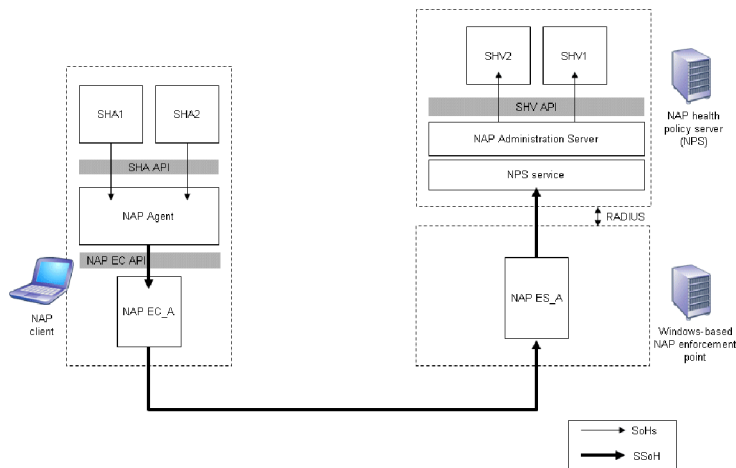 SHV2
SHV1
SHV API
NAP Administration Server
NPS service
NAP health
policy server
(NPS)
SHA1
SHA2
SHA API
NAP Agent
NAP EC API
NAP EC_A
NAP
client
RADIUS
NAP ES_A
Windows-based
NAP enforcement
point
SoHs
SSoH